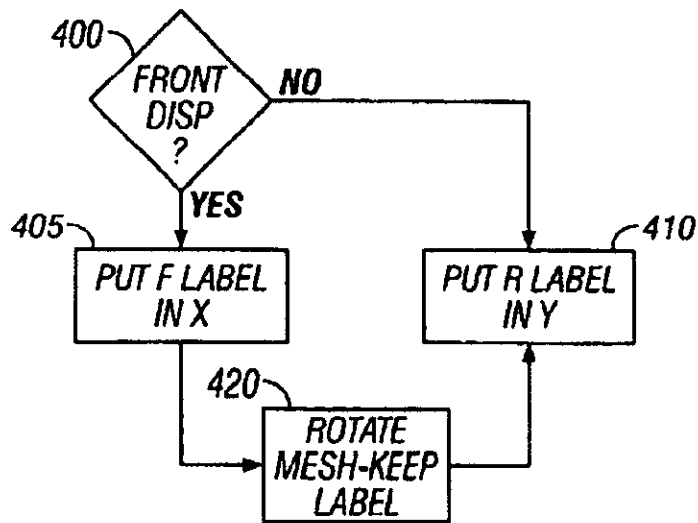 400
FRONT
DISP
?
NO
YES
405
PUT F LABEL
IN X
410
PUT R LABEL
IN Y
420
ROTATE
MESH-KEEP
LABEL